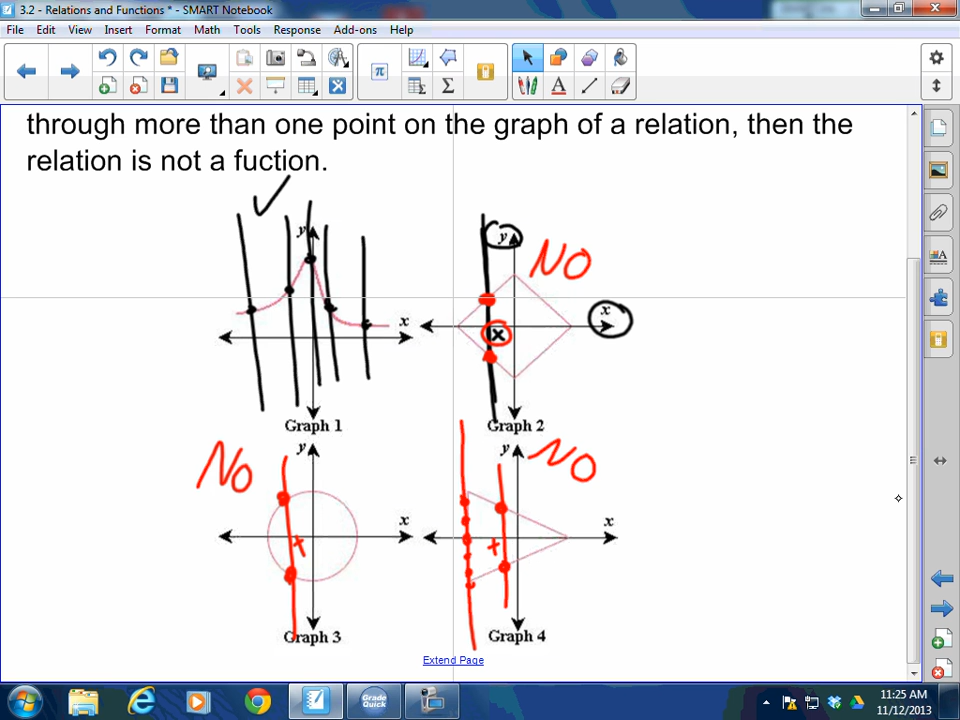 3.2 - Relations and Functions * - SMART Notebook
File Edit View Insert Format Math Tools Response Add-ons Help
π Σ A
through more than one point on the graph of a relation, then the
relation is not a fuction.
y y NO
x x
x
Graph 1 Graph 2
NO y y NO
x x
Graph 3 Graph 4
Extend Page
Grade Quick
11:25 AM
11/12/2013